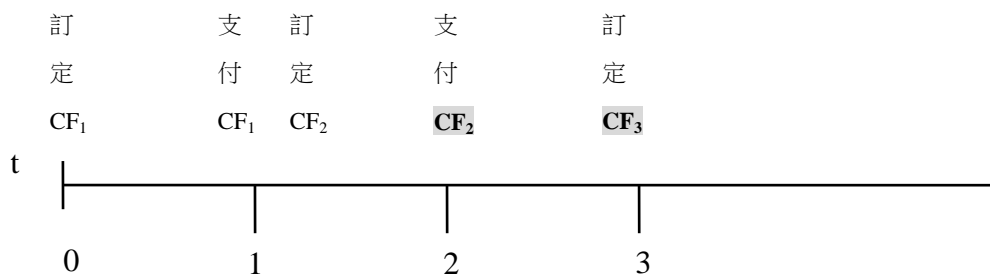 訂 支 訂 支 訂
定 付 定 付 定
CF₁ CF₁ CF₂ CF₂ CF₃
t
0 1 2 3